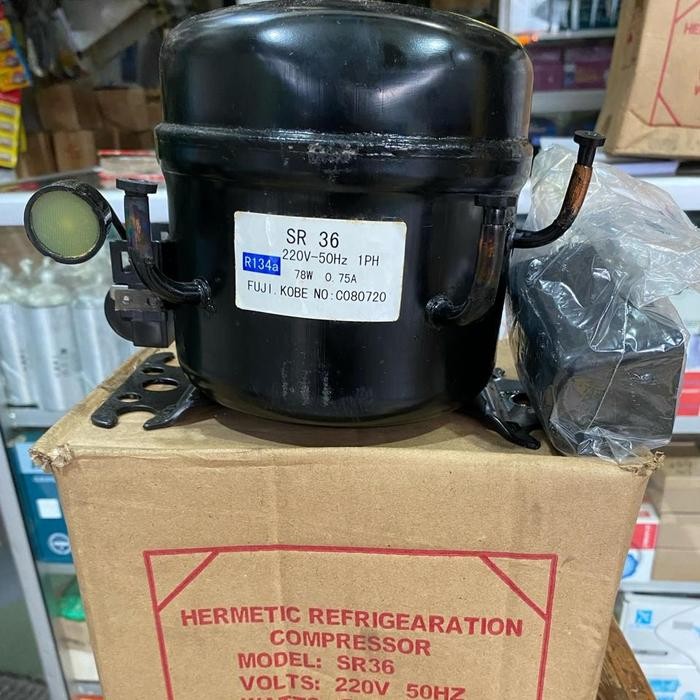 SR 36
R134a 220V-50Hz 1PH
78W 0.75A
FUJI.KOBE NO:C080720
HERMETIC REFRIGEARATION
COMPRESSOR
MODEL: SR36
VOLTS: 220V 50HZ